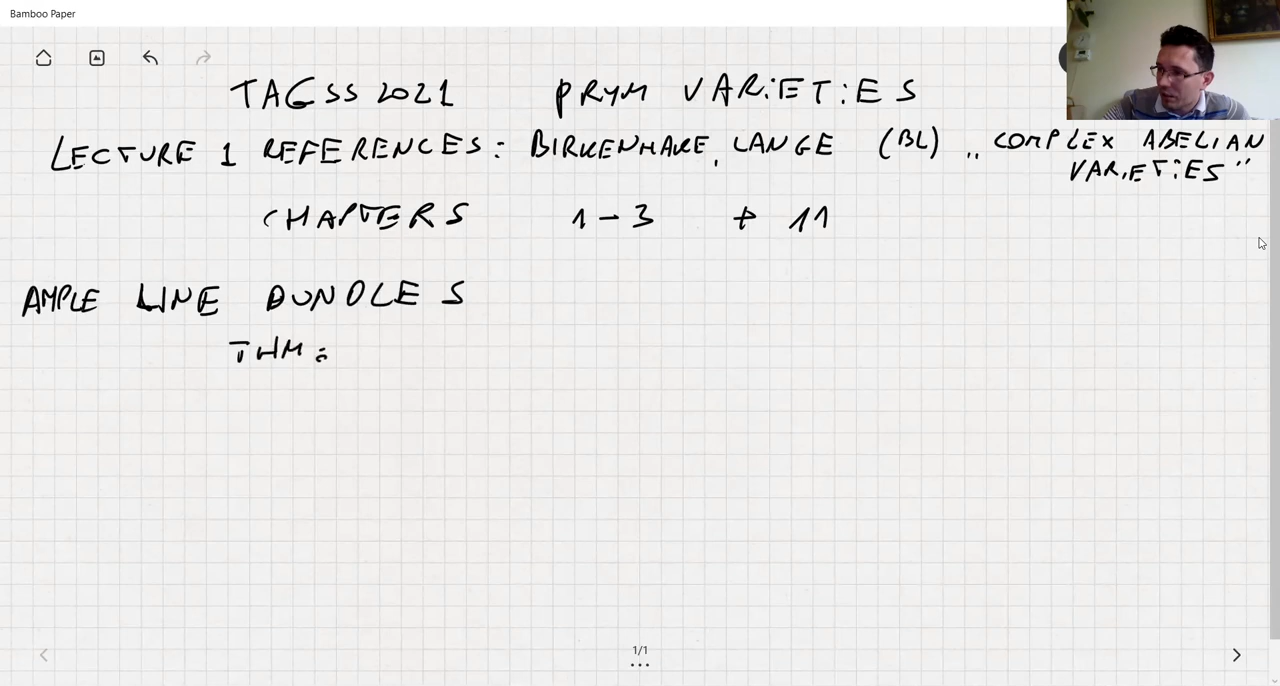 Bamboo Paper
TAGSS 2021 PRYM VARIETIES
LECTURE 1 REFERENCES: BIRKENHAKE, LANGE (BL) „COMPLEX ABELIAN
VARIETIES"
CHAPTERS 1-3 + 11
AMPLE LINE BUNDLES
THM:
1/1